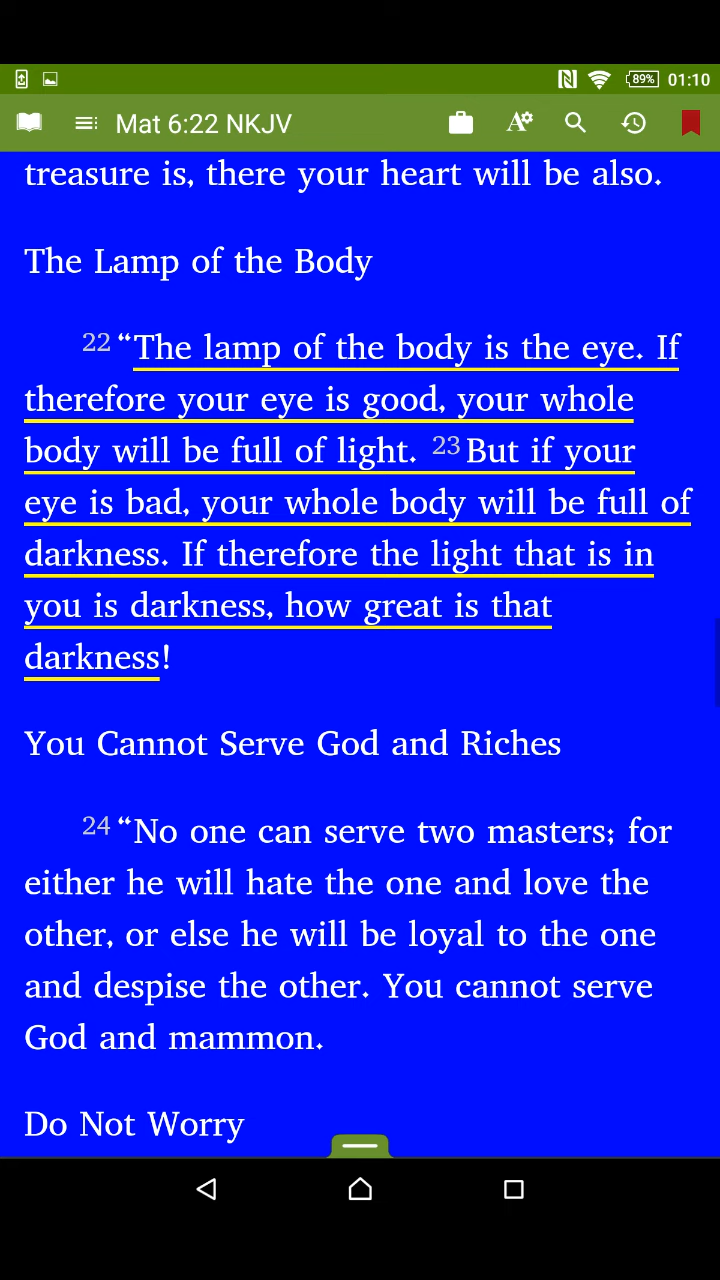 89% 01:10
Mat 6:22 NKJV
treasure is, there your heart will be also.
The Lamp of the Body
22 “The lamp of the body is the eye. If
therefore your eye is good, your whole
body will be full of light. 23 But if your
eye is bad, your whole body will be full of
darkness. If therefore the light that is in
you is darkness, how great is that
darkness!
You Cannot Serve God and Riches
24 “No one can serve two masters; for
either he will hate the one and love the
other, or else he will be loyal to the one
and despise the other. You cannot serve
God and mammon.
Do Not Worry